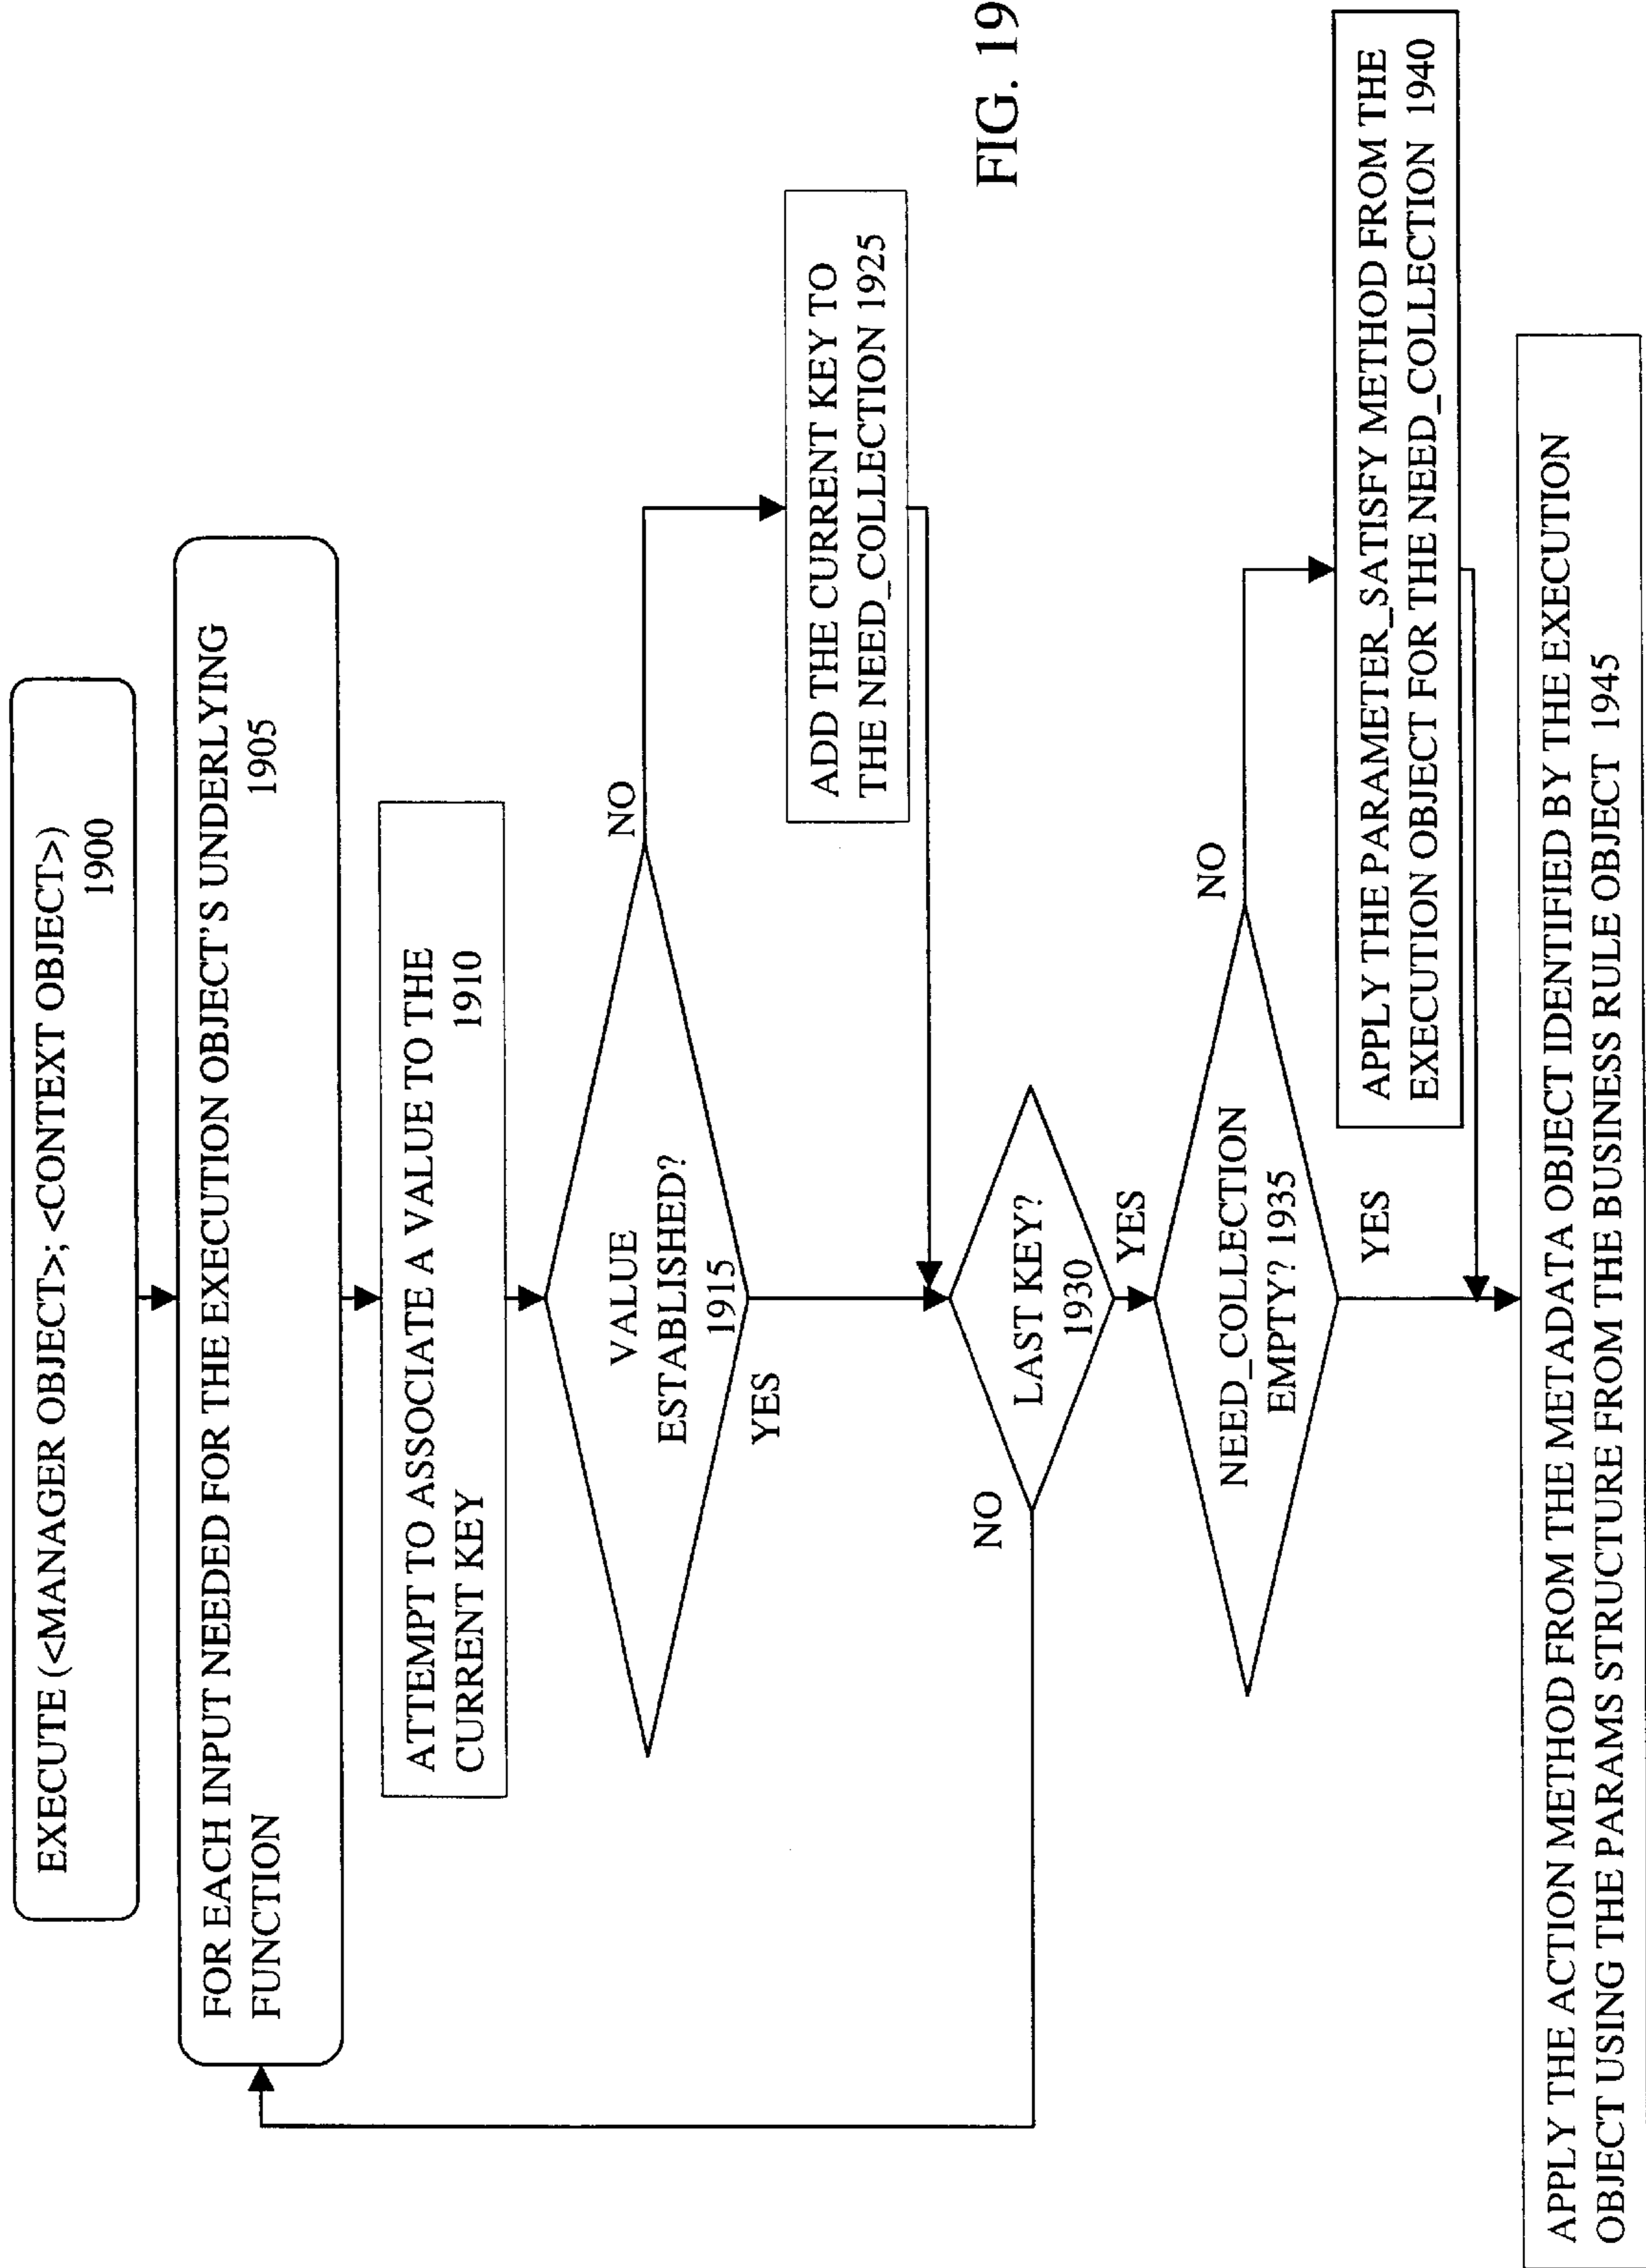 EXECUTE (<MANAGER OBJECT>; <CONTEXT OBJECT>)
1900
FOR EACH INPUT NEEDED FOR THE EXECUTION OBJECT'S UNDERLYING
FUNCTION
1905
ATTEMPT TO ASSOCIATE A VALUE TO THE
CURRENT KEY
1910
VALUE
ESTABLISHED?
1915
NO
YES
ADD THE CURRENT KEY TO
THE NEED_COLLECTION 1925
LAST KEY?
1930
NO
YES
NEED_COLLECTION
EMPTY? 1935
NO
YES
APPLY THE PARAMETER_SATISFY METHOD FROM THE
EXECUTION OBJECT FOR THE NEED_COLLECTION 1940
APPLY THE ACTION METHOD FROM THE METADATA OBJECT IDENTIFIED BY THE EXECUTION
OBJECT USING THE PARAMS STRUCTURE FROM THE BUSINESS RULE OBJECT 1945
FIG. 19